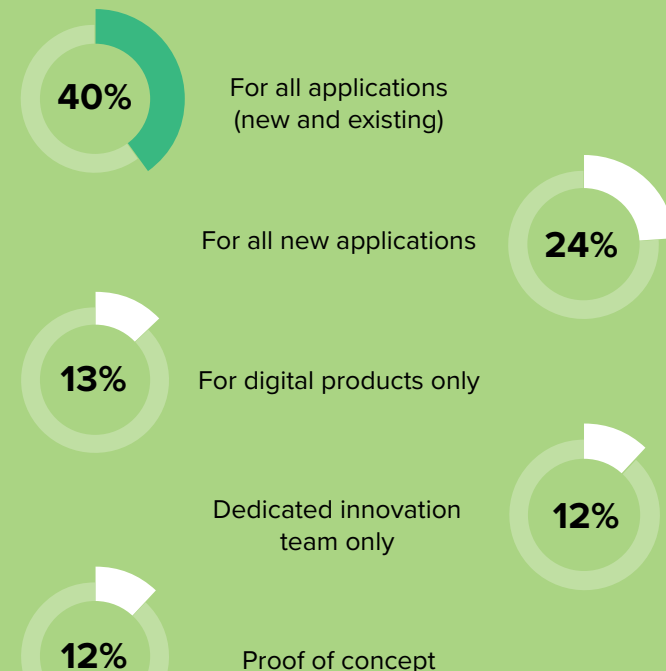 40%
For all applications
(new and existing)
For all new applications
24%
13%
For digital products only
Dedicated innovation
team only
12%
12%
Proof of concept